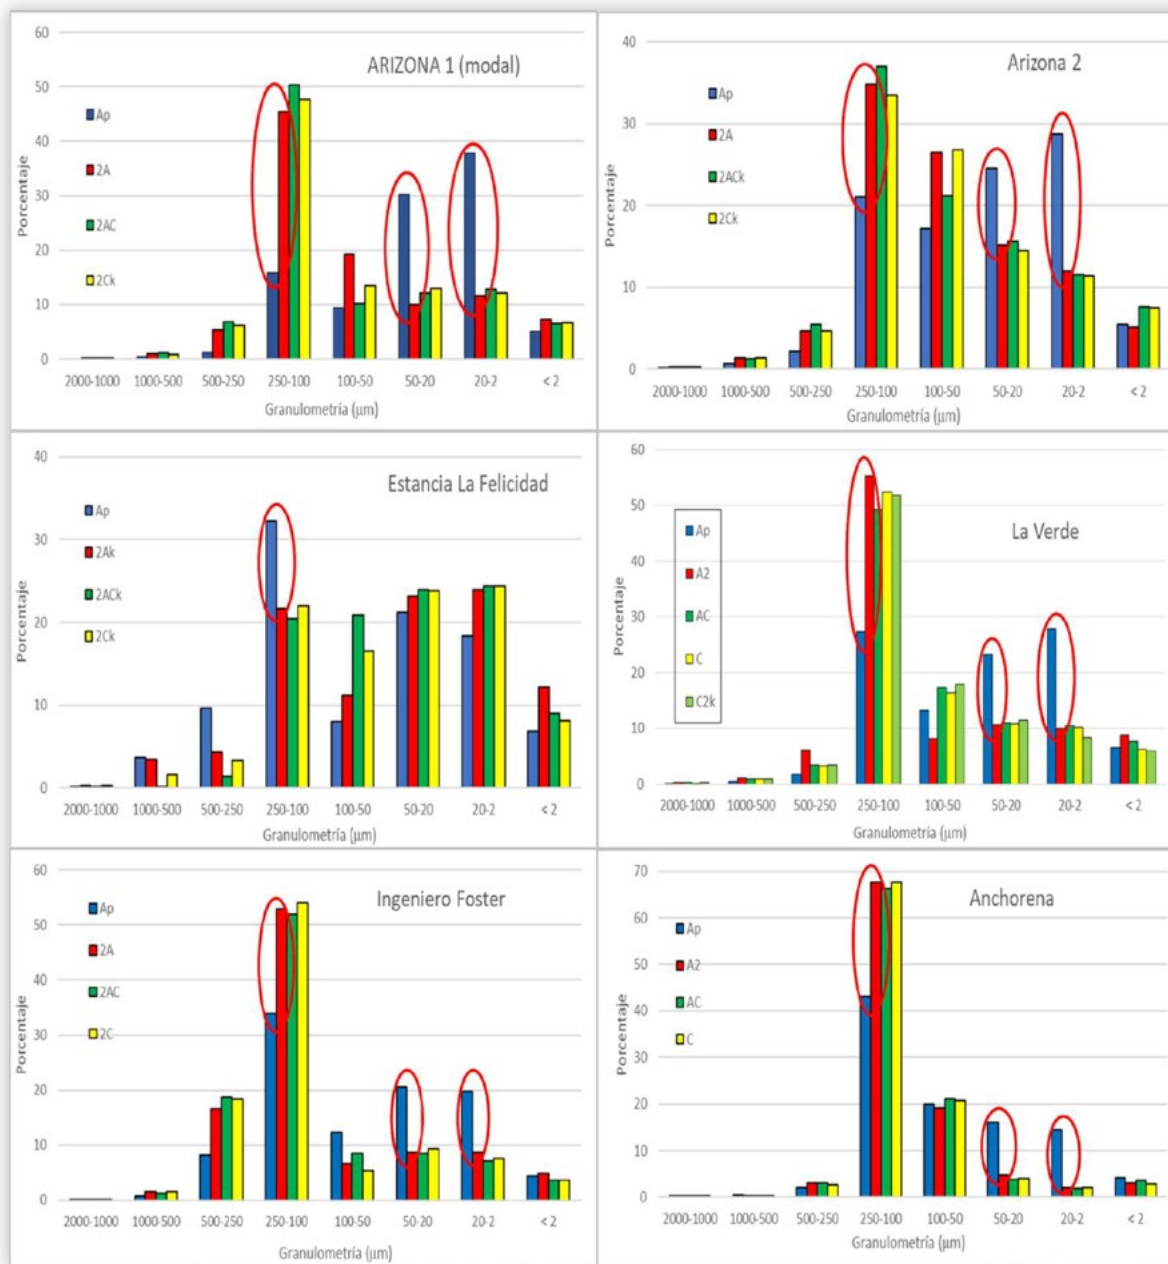 ARIZONA 1 (modal)
Porcentaje
60
50
40
30
20
10
0
Ap
2A
2AC
2Ck
2000-1000 1000-500 500-250 250-100 100-50 50-20 20-2 < 2
Granulometría (µm)
Arizona 2
Porcentaje
40
30
20
10
0
Ap
2A
2ACk
2Ck
2000-1000 1000-500 500-250 250-100 100-50 50-20 20-2 < 2
Granulometría (µm)
Estancia La Felicidad
Porcentaje
40
30
20
10
0
Ap
2Ak
2ACk
2Ck
2000-1000 1000-500 500-250 250-100 100-50 50-20 20-2 < 2
Granulometría (µm)
La Verde
Porcentaje
60
50
40
30
20
10
0
Ap
A2
AC
C
C2k
2000-1000 1000-500 500-250 250-100 100-50 50-20 20-2 < 2
Granulometría (µm)
Ingeniero Foster
Porcentaje
60
50
40
30
20
10
0
Ap
2A
2AC
2C
2000-1000 1000-500 500-250 250-100 100-50 50-20 20-2 < 2
Granulometría (µm)
Anchorena
Porcentaje
70
60
50
40
30
20
10
0
Ap
A2
AC
C
2000-1000 1000-500 500-250 250-100 100-50 50-20 20-2 < 2
Granulometría (µm)